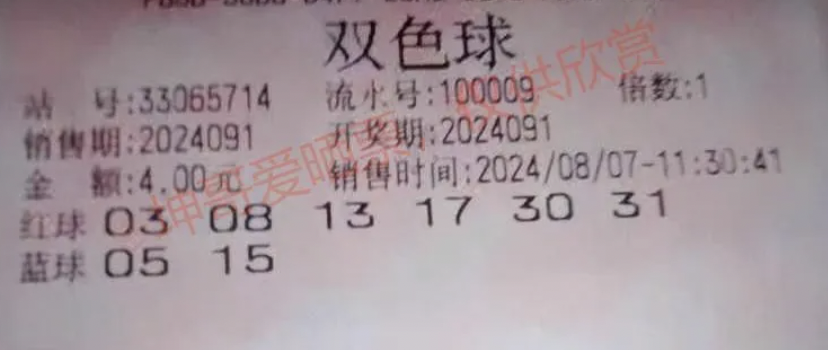 双色球
站 号:33065714 流水号:100009 倍数:1
销售期:2024091 开奖期:2024091
金 额:4.00元 销售时间:2024/08/07-11:30:41
红球 03 08 13 17 30 31
蓝球 05 15
坤哥爱晒票 供欣赏